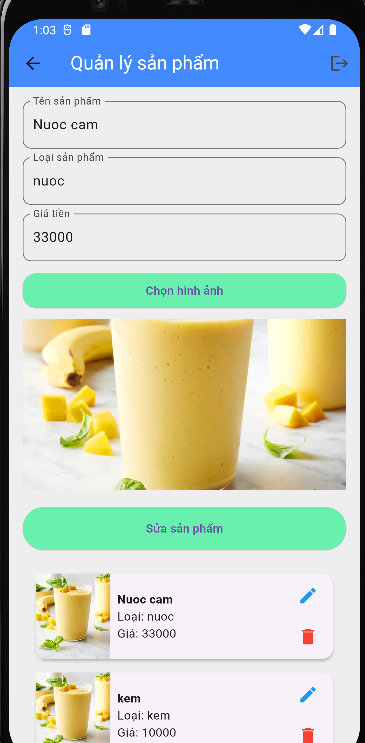 1:03
Quản lý sản phẩm
Tên sản phẩm
Nuoc cam
Loại sản phẩm
nuoc
Giá tiền
33000
Chọn hình ảnh
Sửa sản phẩm
Nuoc cam
Loại: nuoc
Giá: 33000
kem
Loại: kem
Giá: 10000